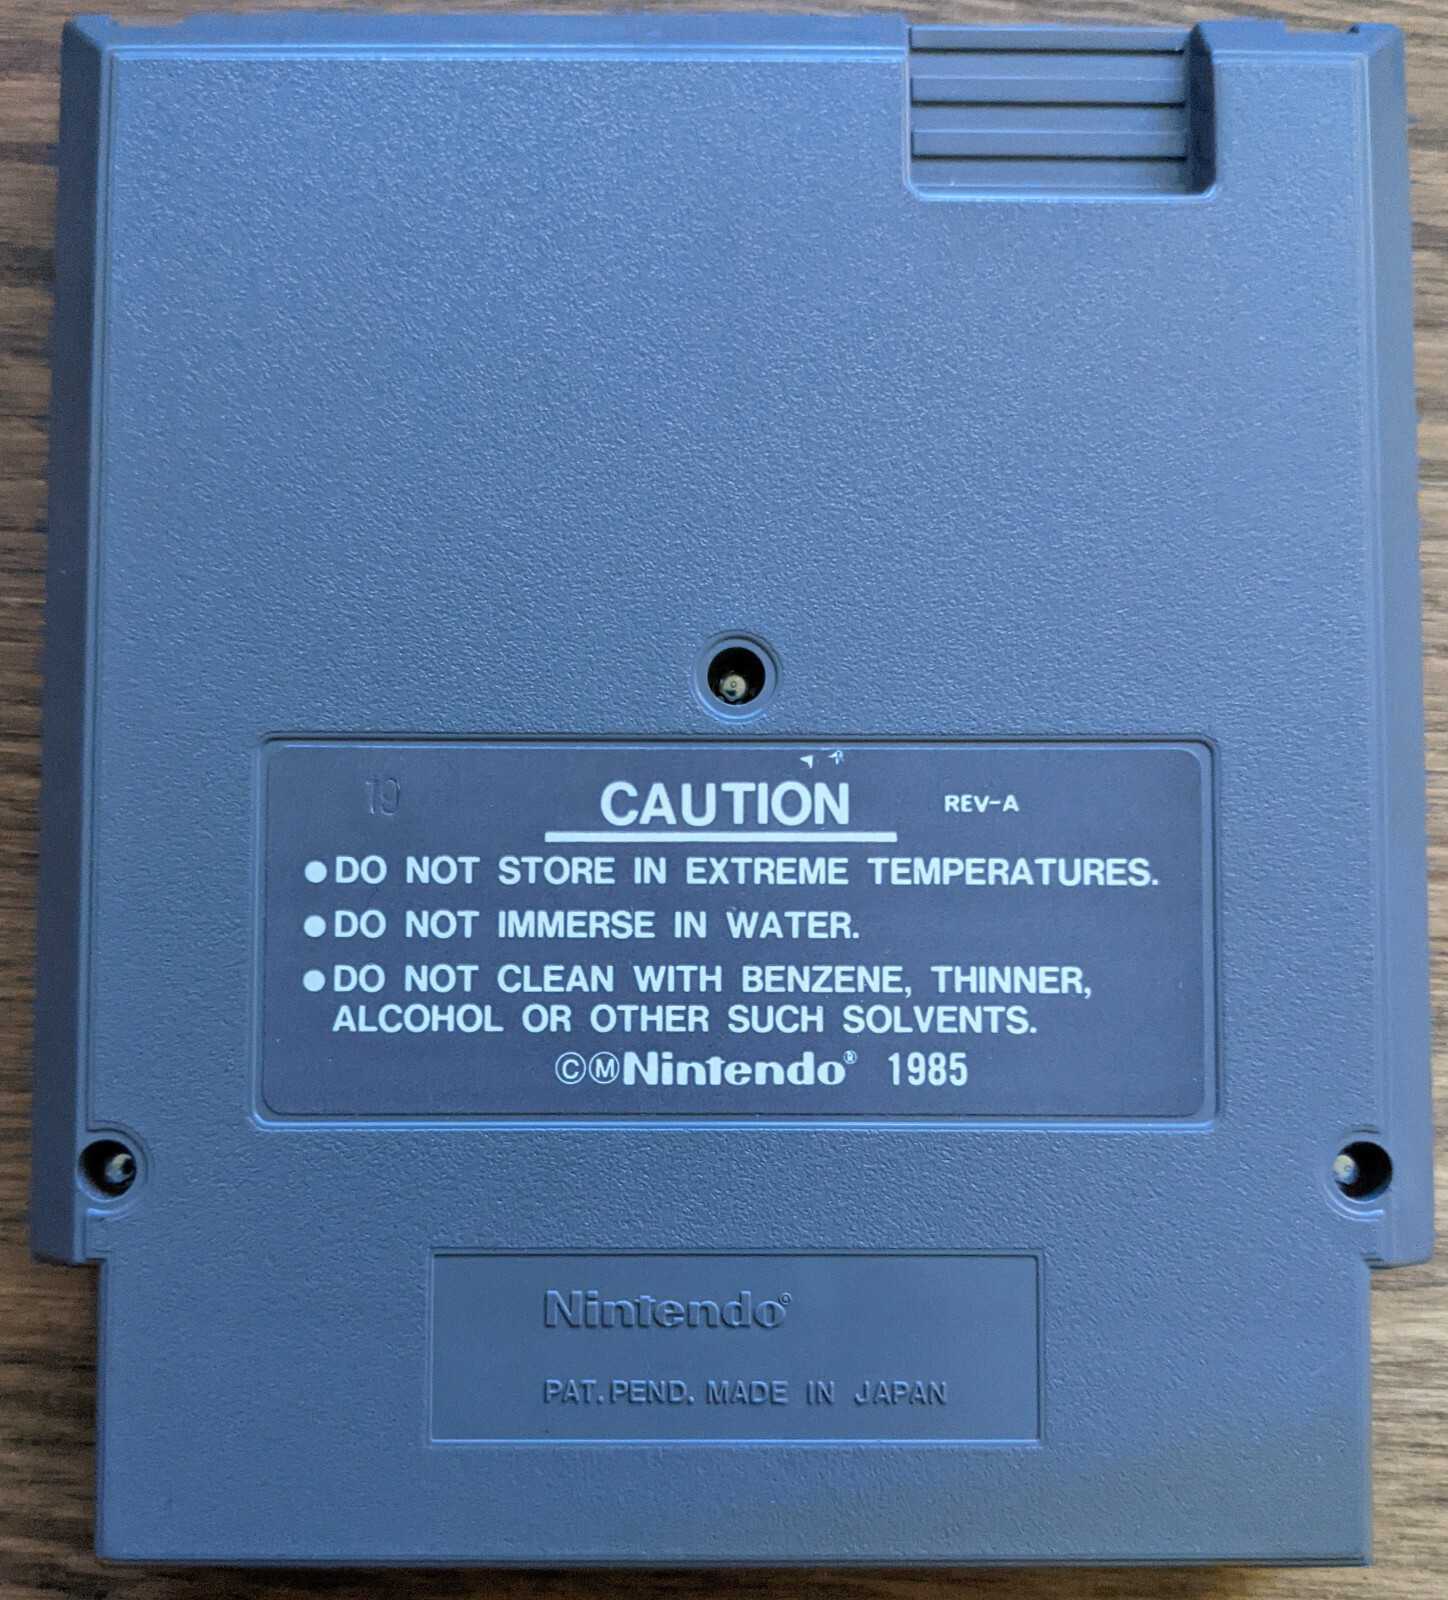 19
CAUTION REV-A
●DO NOT STORE IN EXTREME TEMPERATURES.
●DO NOT IMMERSE IN WATER.
●DO NOT CLEAN WITH BENZENE, THINNER,
ALCOHOL OR OTHER SUCH SOLVENTS.
ⒸⓂNintendo® 1985
Nintendo®
PAT. PEND. MADE IN JAPAN